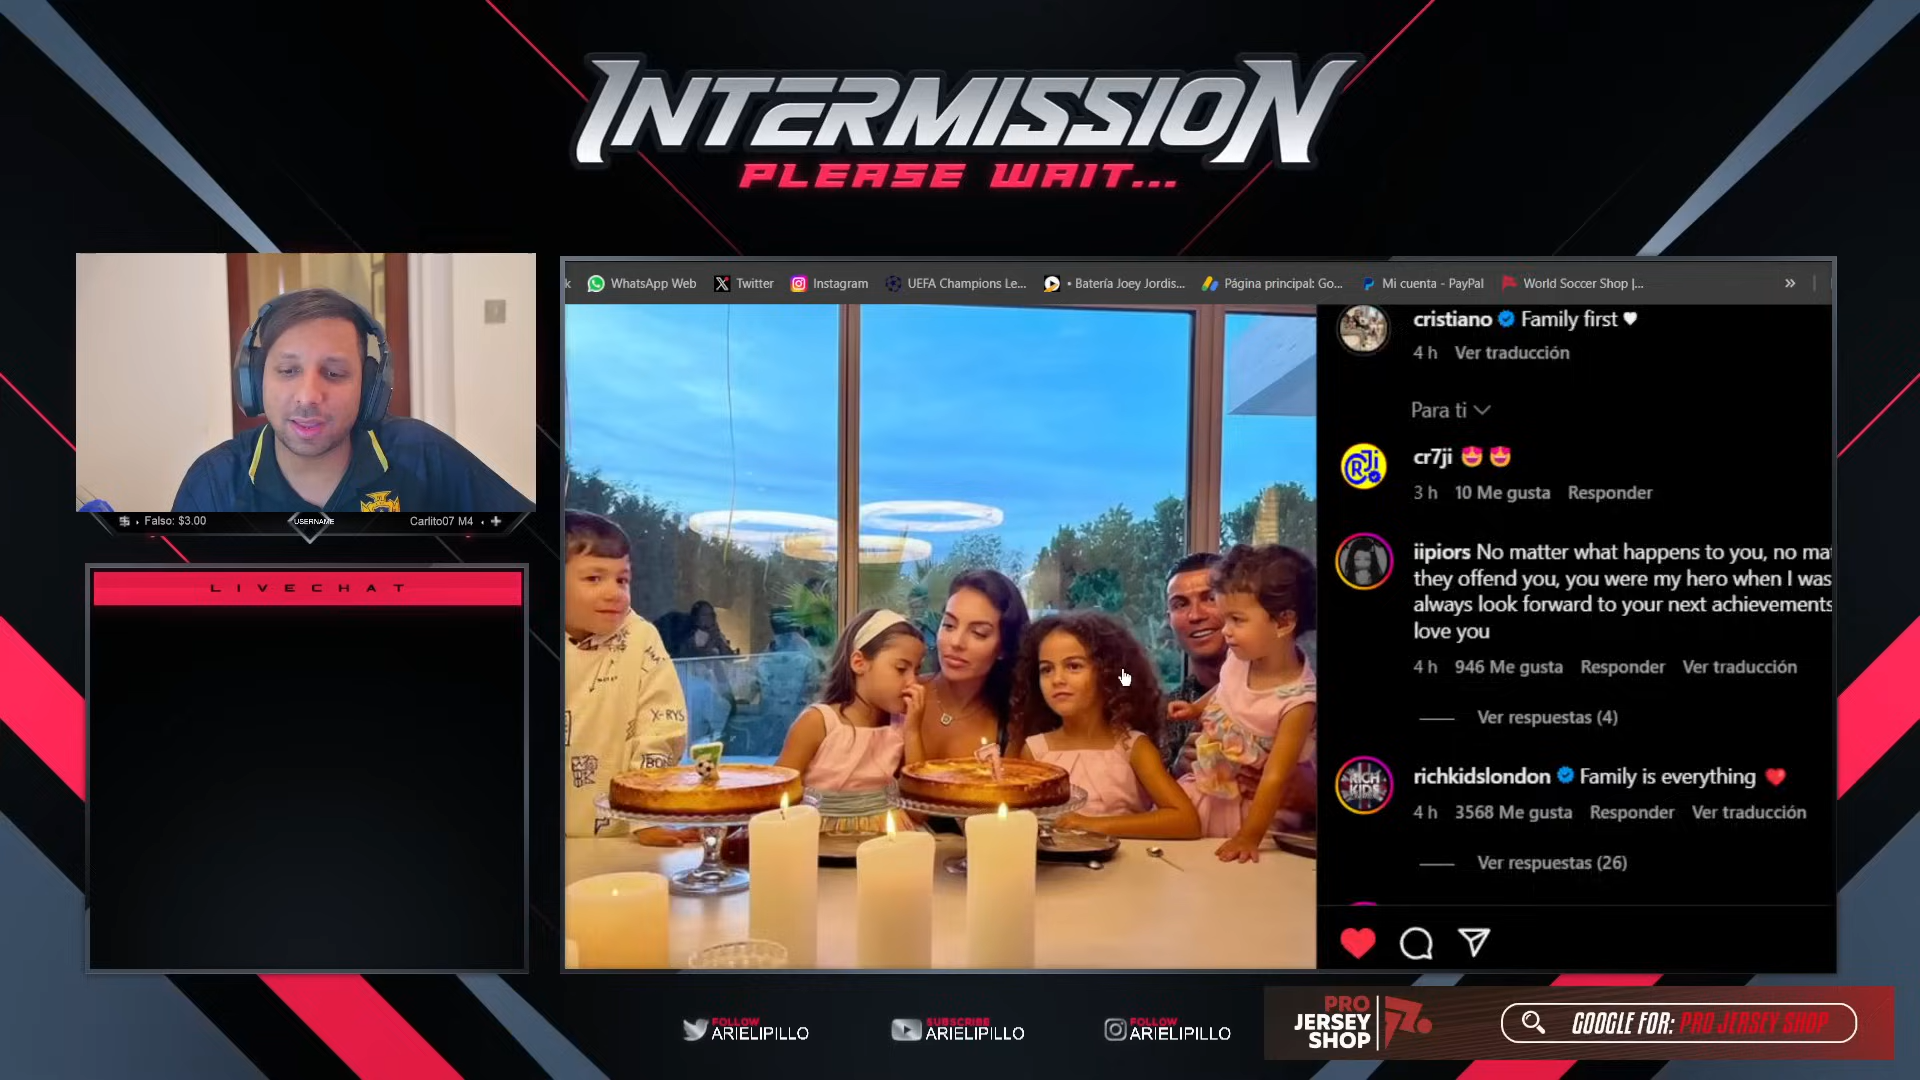 INTERMISSION
PLEASE WAIT...
k WhatsApp Web Twitter Instagram UEFA Champions Le... • Batería Joey Jordis... Página principal: Go... Mi cuenta - PayPal World Soccer Shop |... »
cristiano Family first
4 h Ver traducción
Para ti
cr7ji
3 h 10 Me gusta Responder
iipiors No matter what happens to you, no mat
they offend you, you were my hero when I was
always look forward to your next achievements
love you
4 h 946 Me gusta Responder Ver traducción
Ver respuestas (4)
richkidslondon Family is everything
4 h 3568 Me gusta Responder Ver traducción
Ver respuestas (26)
RICH
KIDS
X-RYS
Falso: $3.00 USERNAME Carlito07 M4
LIVECHAT
FOLLOW
ARIELIPILLO
SUBSCRIBE
ARIELIPILLO
FOLLOW
ARIELIPILLO
PRO
JERSEY
SHOP
GOOGLE FOR: PRO JERSEY SHOP